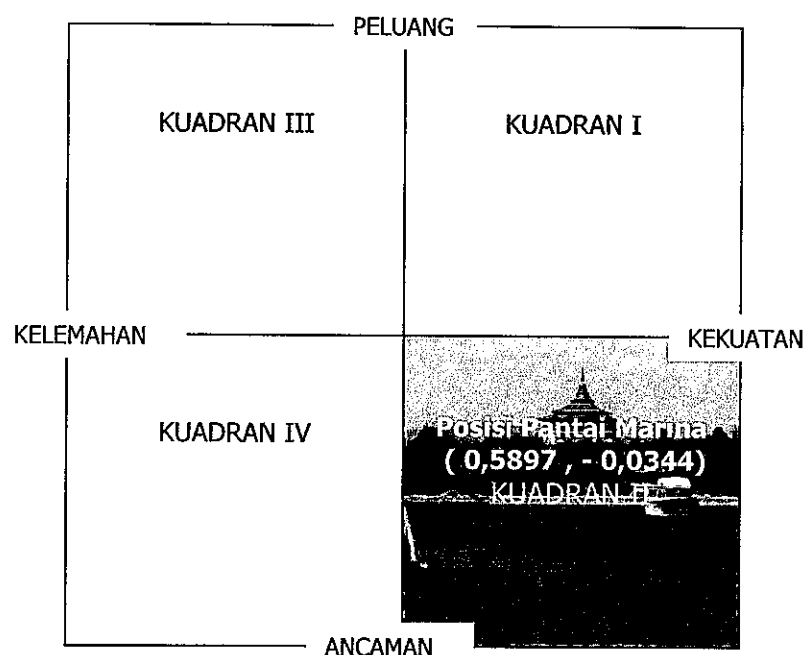 PELUANG
KUADRAN III
KUADRAN I
KELEMAHAN
KEKUATAN
KUADRAN IV
Posisi Pantai Marina
( 0,5897 , - 0,0344)
KUADRAN II
ANCAMAN